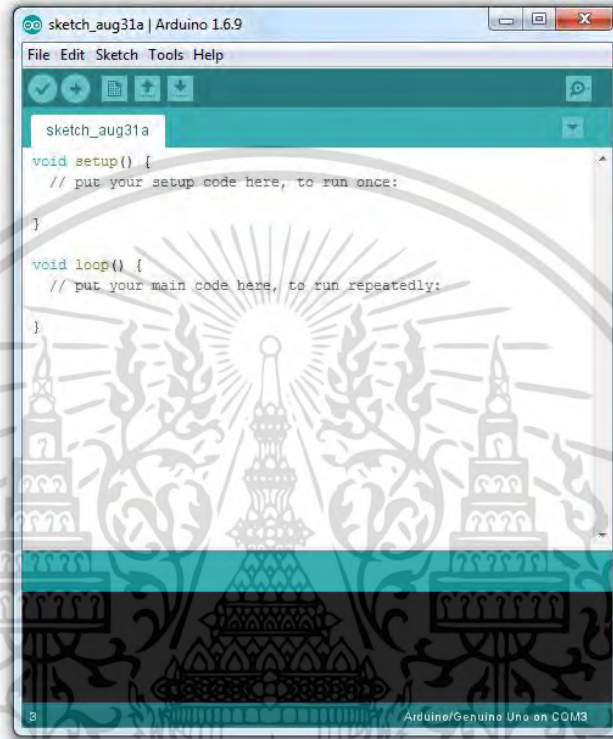 sketch_aug31a | Arduino 1.6.9
File Edit Sketch Tools Help
sketch_aug31a
void setup() {
  // put your setup code here, to run once:
}
void loop() {
  // put your main code here, to run repeatedly:
}
3
Arduino/Genuino Uno on COM3